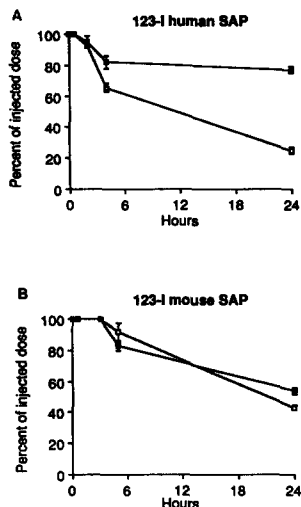 A
123-I human SAP
Percent of injected dose
100
80
60
40
20
0
0 6 12 18 24
Hours
B
123-I mouse SAP
Percent of injected dose
100
80
60
40
20
0
0 6 12 18 24
Hours